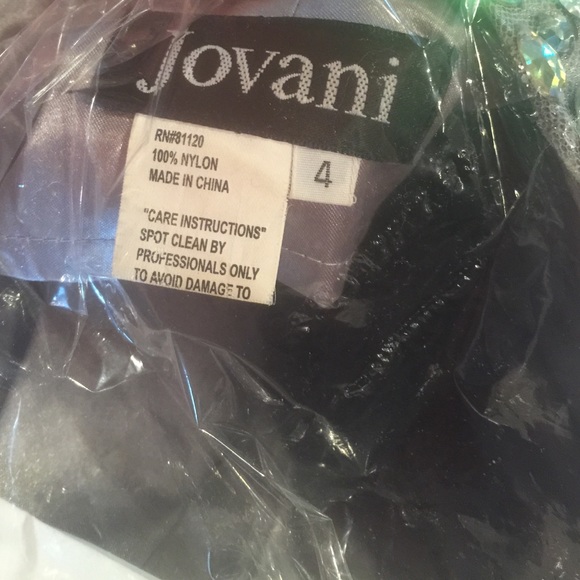 Jovani
RN#81120
100% NYLON
MADE IN CHINA
4
"CARE INSTRUCTIONS"
SPOT CLEAN BY
PROFESSIONALS ONLY
TO AVOID DAMAGE TO